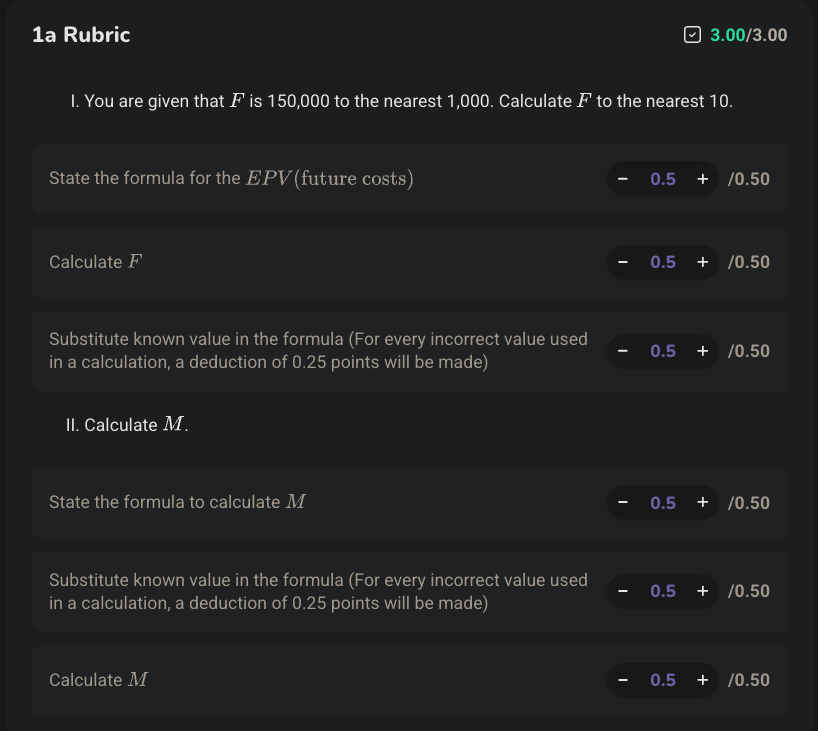 1a Rubric 3.00/3.00
I. You are given that F is 150,000 to the nearest 1,000. Calculate F to the nearest 10.
State the formula for the EPV(future costs) − 0.5 + /0.50
Calculate F − 0.5 + /0.50
Substitute known value in the formula (For every incorrect value used
in a calculation, a deduction of 0.25 points will be made) − 0.5 + /0.50
II. Calculate M.
State the formula to calculate M − 0.5 + /0.50
Substitute known value in the formula (For every incorrect value used
in a calculation, a deduction of 0.25 points will be made) − 0.5 + /0.50
Calculate M − 0.5 + /0.50